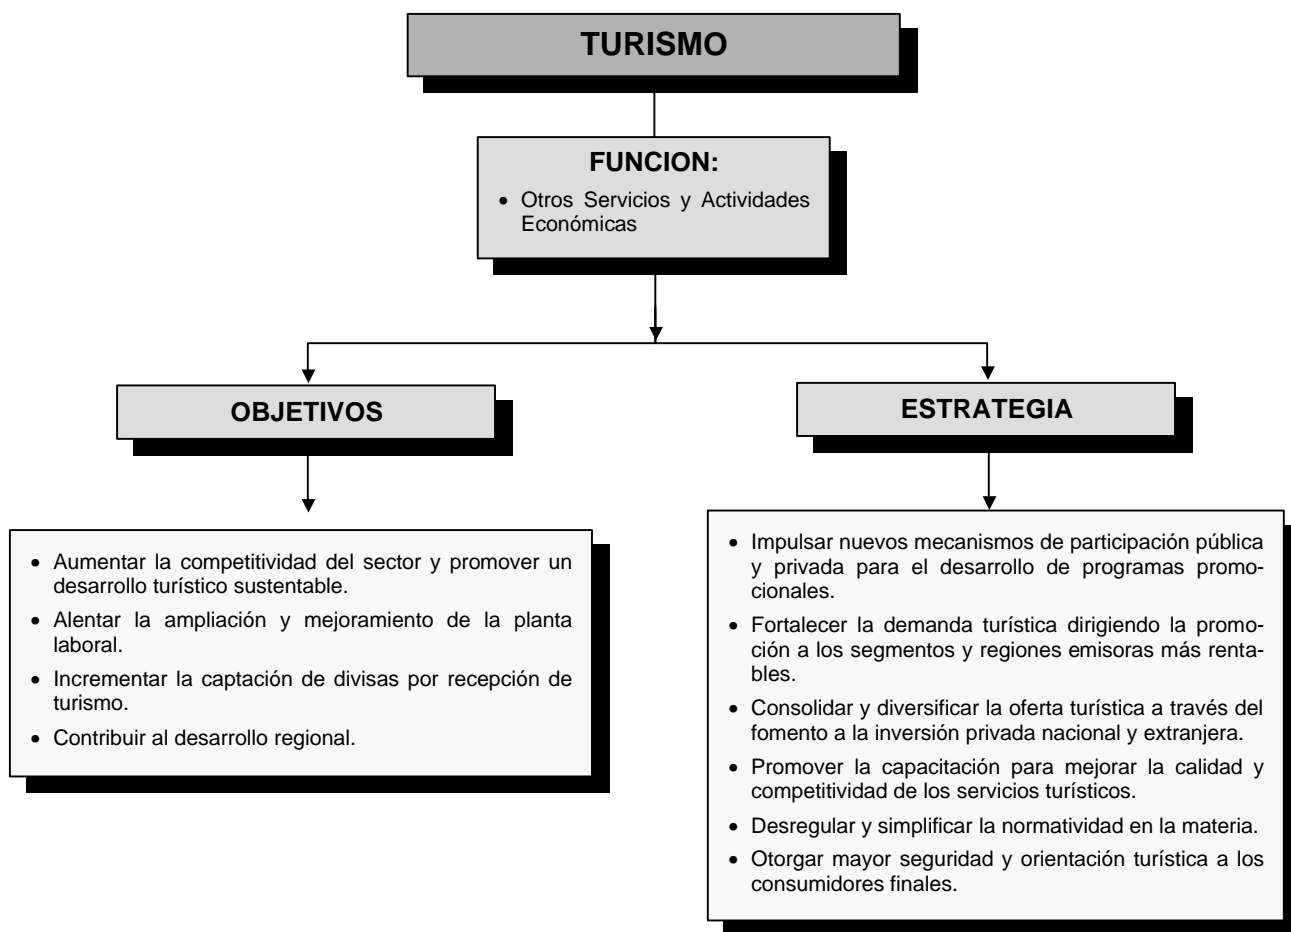 TURISMO
FUNCION:
• Otros Servicios y Actividades
Económicas
OBJETIVOS
• Aumentar la competitividad del sector y promover un
desarrollo turístico sustentable.
• Alentar la ampliación y mejoramiento de la planta
laboral.
• Incrementar la captación de divisas por recepción de
turismo.
• Contribuir al desarrollo regional.
ESTRATEGIA
• Impulsar nuevos mecanismos de participación pública
y privada para el desarrollo de programas promo-
cionales.
• Fortalecer la demanda turística dirigiendo la promo-
ción a los segmentos y regiones emisoras más renta-
bles.
• Consolidar y diversificar la oferta turística a través del
fomento a la inversión privada nacional y extranjera.
• Promover la capacitación para mejorar la calidad y
competitividad de los servicios turísticos.
• Desregular y simplificar la normatividad en la materia.
• Otorgar mayor seguridad y orientación turística a los
consumidores finales.